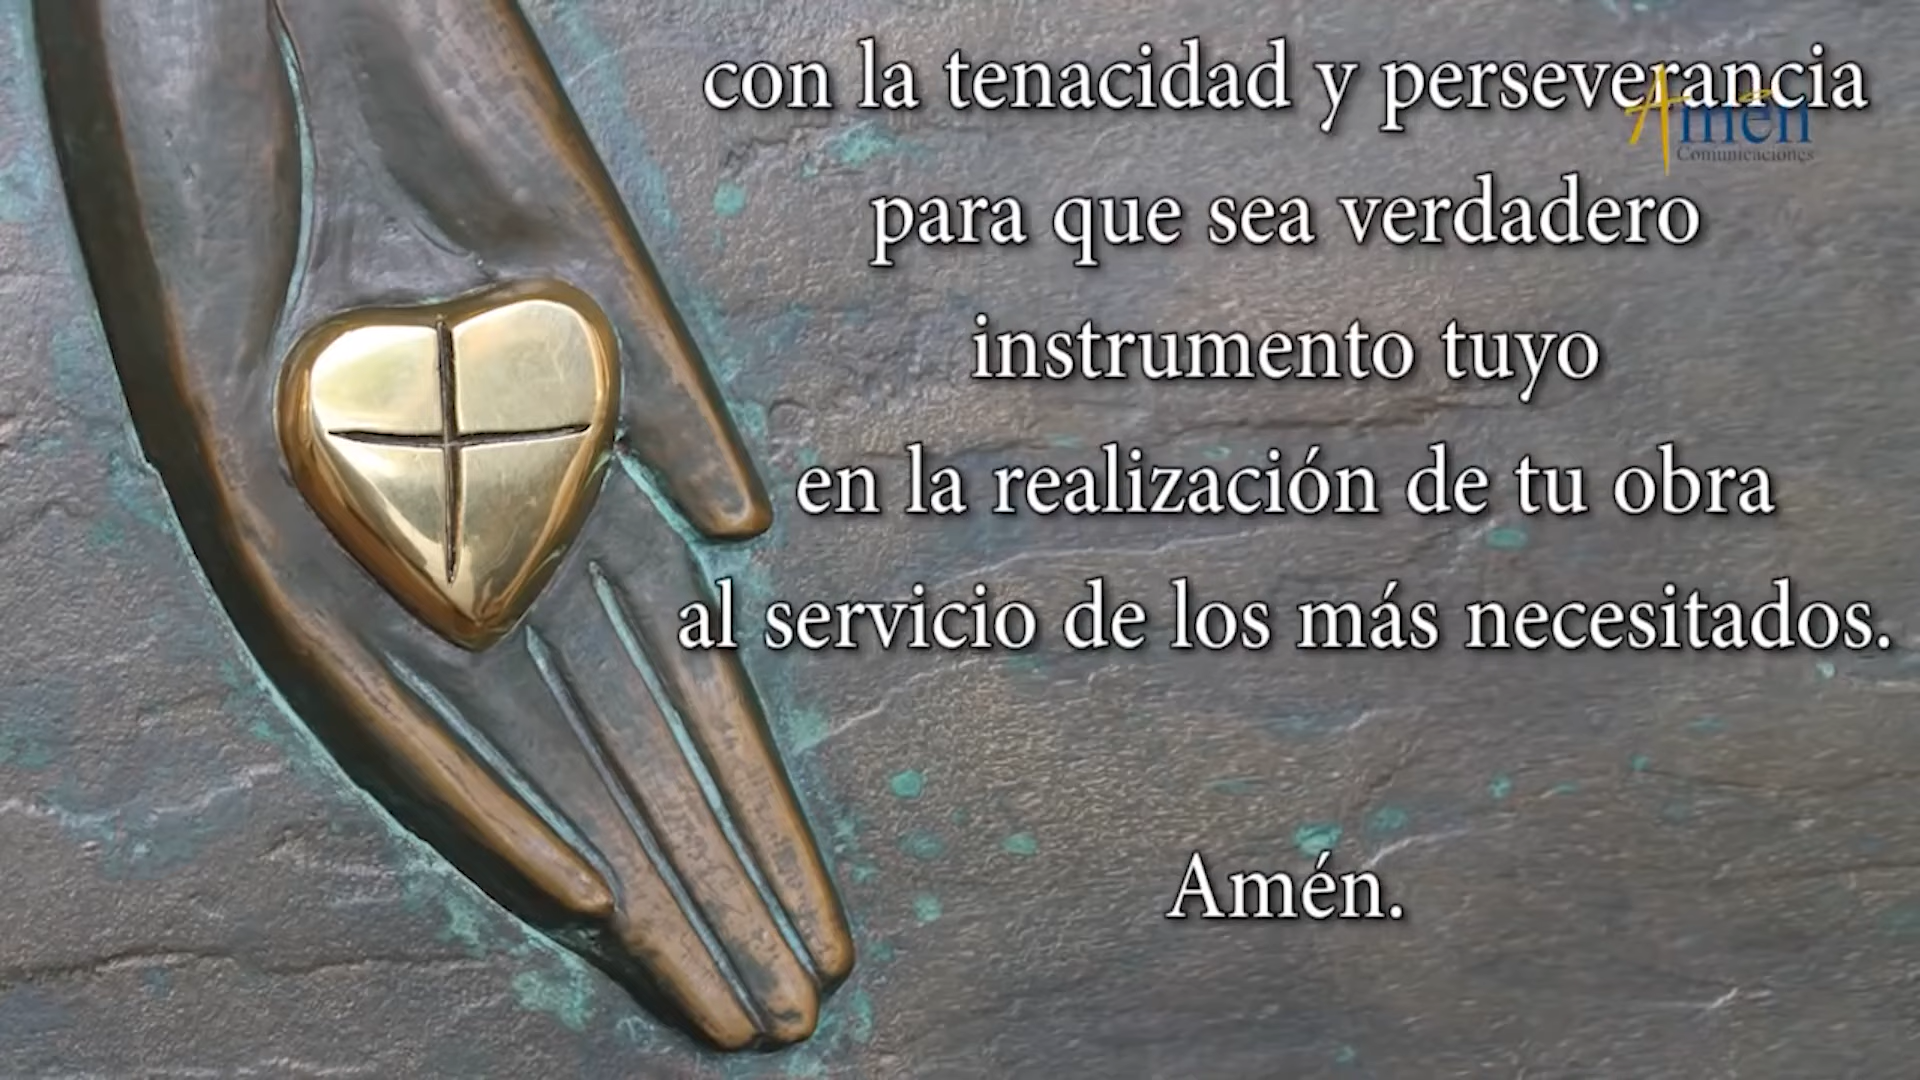 con la tenacidad y perseverancia
Amén
Comunicaciones
para que sea verdadero
instrumento tuyo
en la realización de tu obra
al servicio de los más necesitados.
Amén.